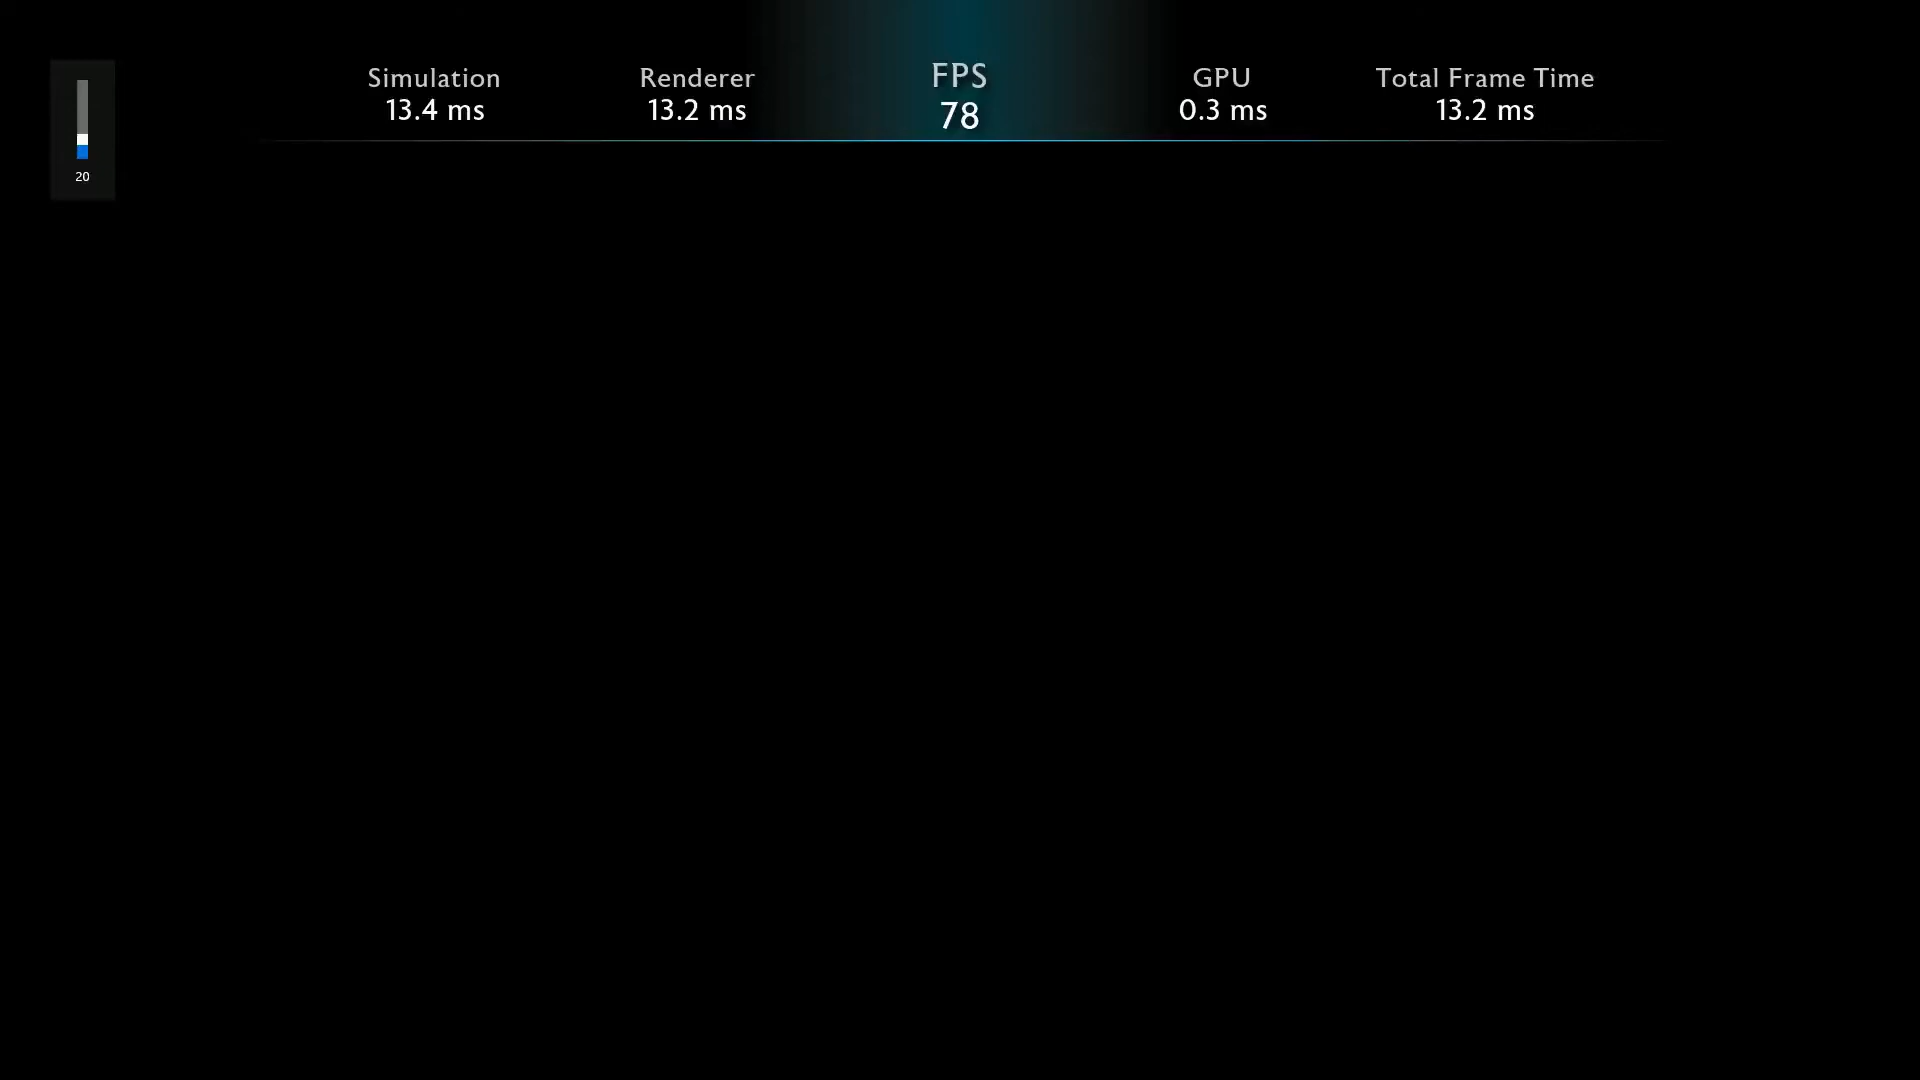 Simulation
13.4 ms
Renderer
13.2 ms
FPS
78
GPU
0.3 ms
Total Frame Time
13.2 ms
20